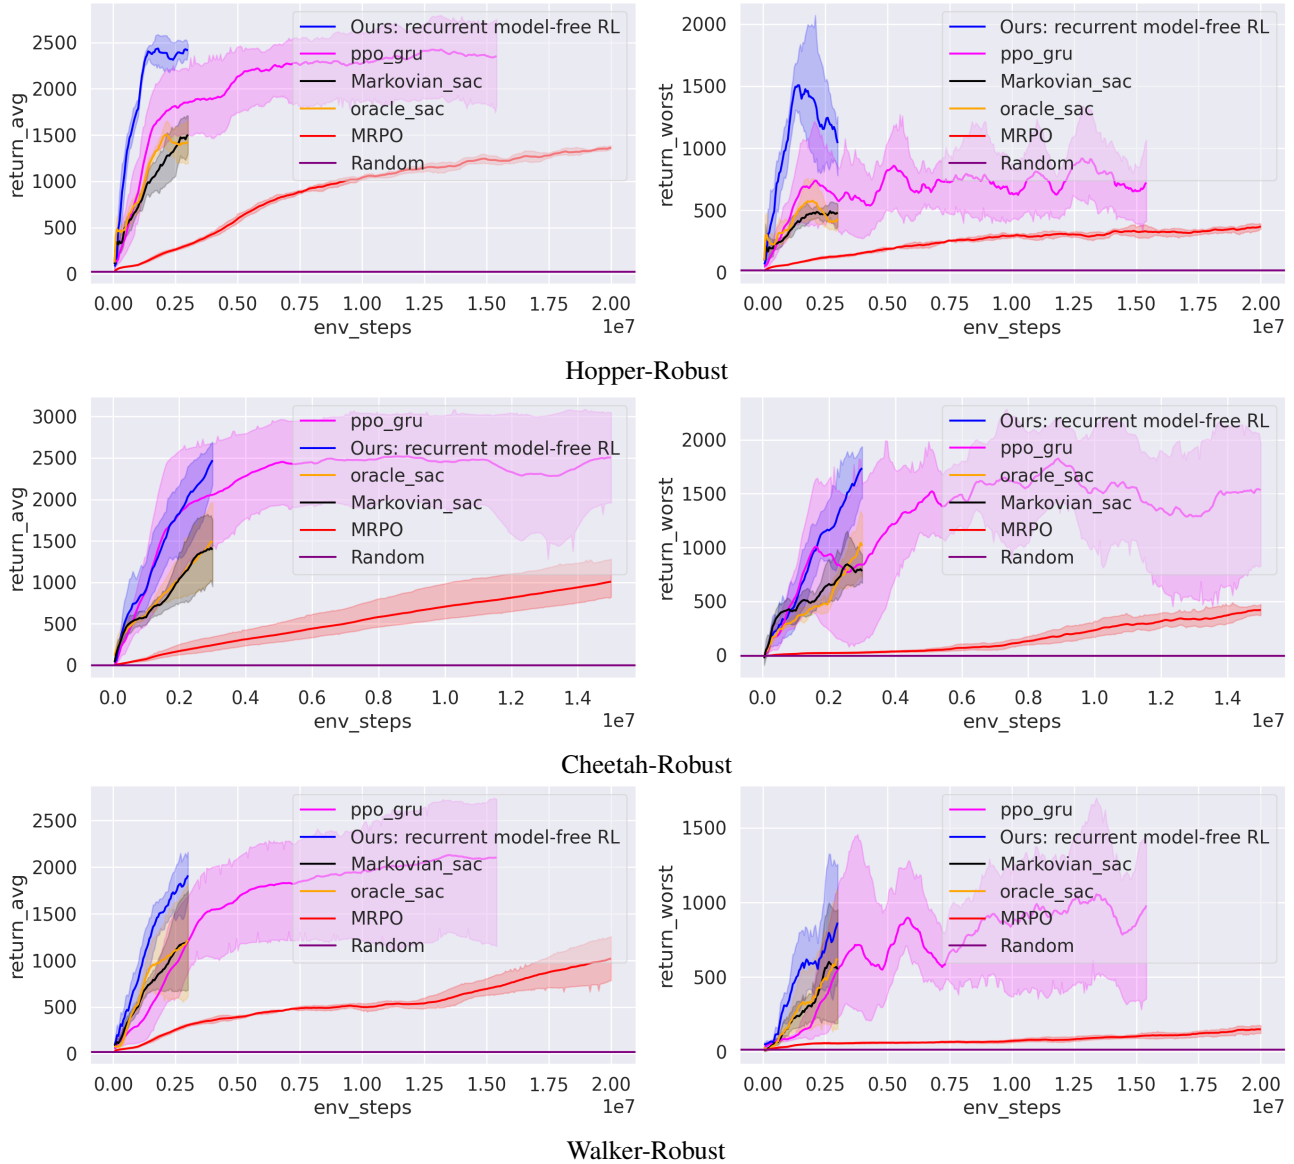 2500
2000
1500
1000
500
0
return_avg
Ours: recurrent model-free RL
ppo_gru
Markovian_sac
oracle_sac
MRPO
Random
0.00 0.25 0.50 0.75 1.00 1.25 1.50 1.75 2.00
env_steps
1e7
2000
1500
1000
500
0
return_worst
Ours: recurrent model-free RL
ppo_gru
Markovian_sac
oracle_sac
MRPO
Random
0.00 0.25 0.50 0.75 1.00 1.25 1.50 1.75 2.00
env_steps
1e7
Hopper-Robust
3000
2500
2000
1500
1000
500
0
return_avg
ppo_gru
Ours: recurrent model-free RL
oracle_sac
Markovian_sac
MRPO
Random
0.0 0.2 0.4 0.6 0.8 1.0 1.2 1.4
env_steps
1e7
2000
1500
1000
500
0
return_worst
Ours: recurrent model-free RL
ppo_gru
oracle_sac
Markovian_sac
MRPO
Random
0.0 0.2 0.4 0.6 0.8 1.0 1.2 1.4
env_steps
1e7
Cheetah-Robust
2500
2000
1500
1000
500
0
return_avg
ppo_gru
Ours: recurrent model-free RL
Markovian_sac
oracle_sac
MRPO
Random
0.00 0.25 0.50 0.75 1.00 1.25 1.50 1.75 2.00
env_steps
1e7
1500
1000
500
0
return_worst
ppo_gru
Ours: recurrent model-free RL
Markovian_sac
oracle_sac
MRPO
Random
0.00 0.25 0.50 0.75 1.00 1.25 1.50 1.75 2.00
env_steps
1e7
Walker-Robust